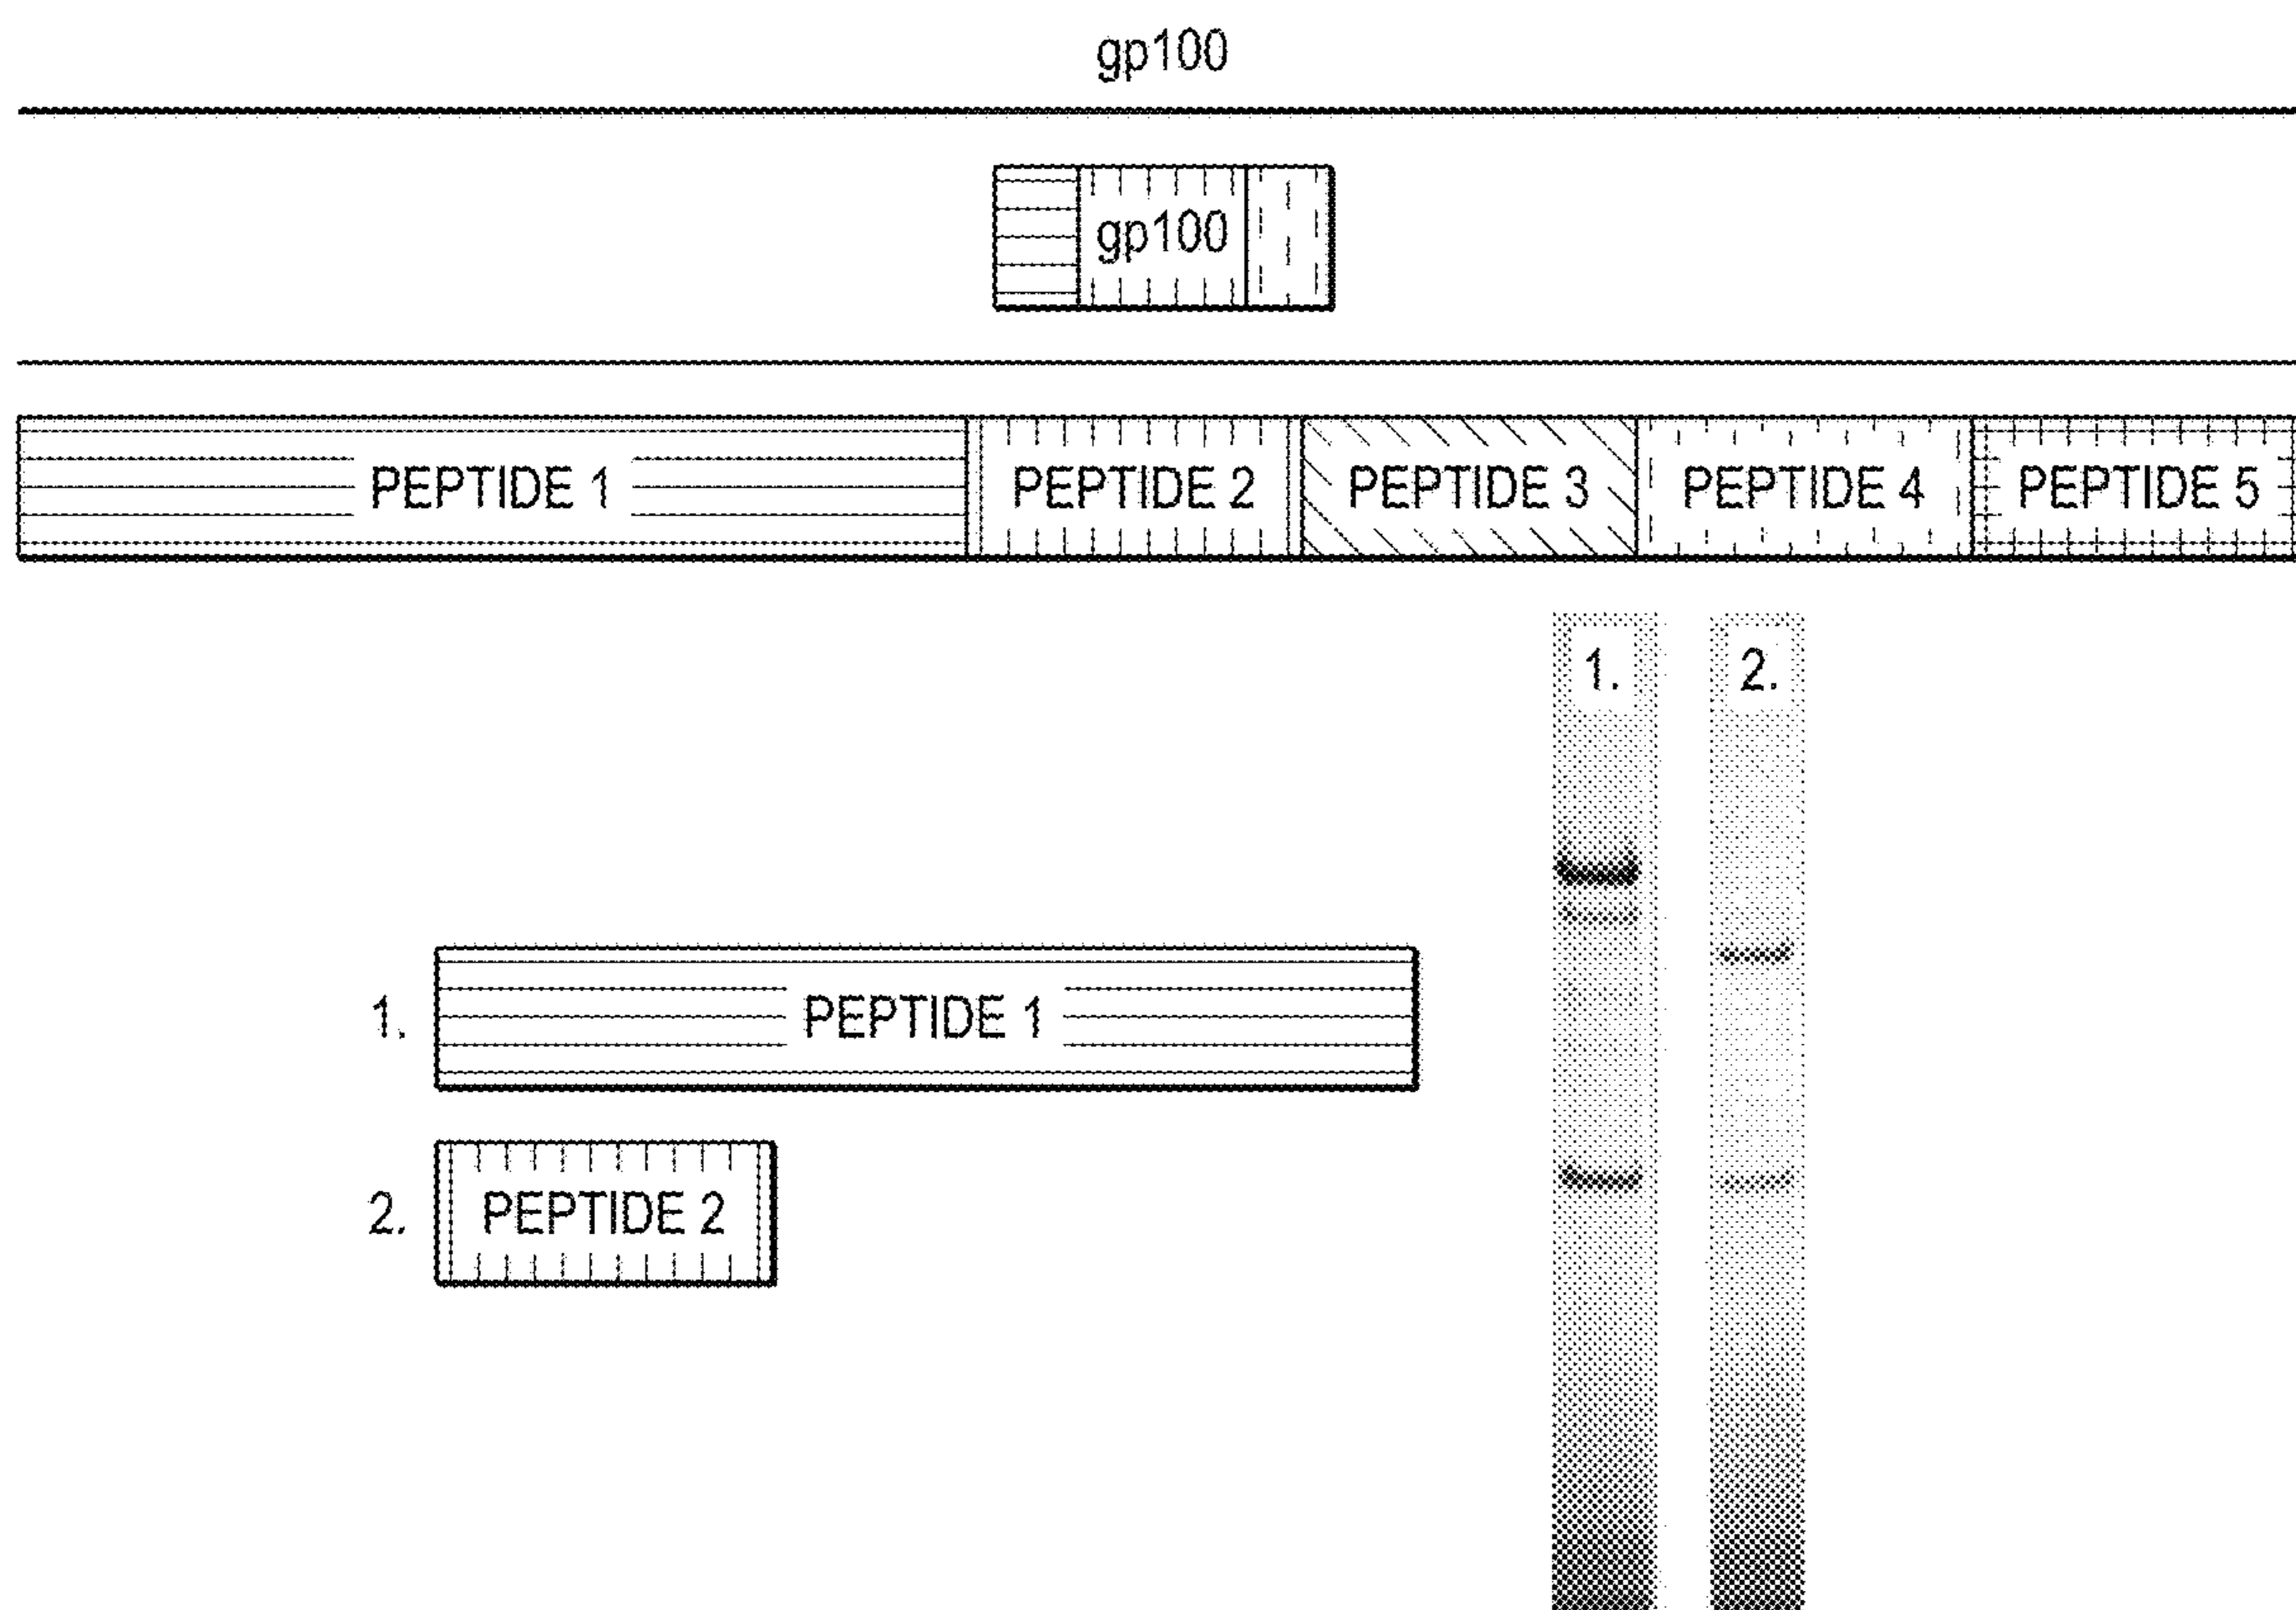 gp100
gp100
PEPTIDE 1 PEPTIDE 2 PEPTIDE 3 PEPTIDE 4 PEPTIDE 5
1. 2.
1. PEPTIDE 1
2. PEPTIDE 2